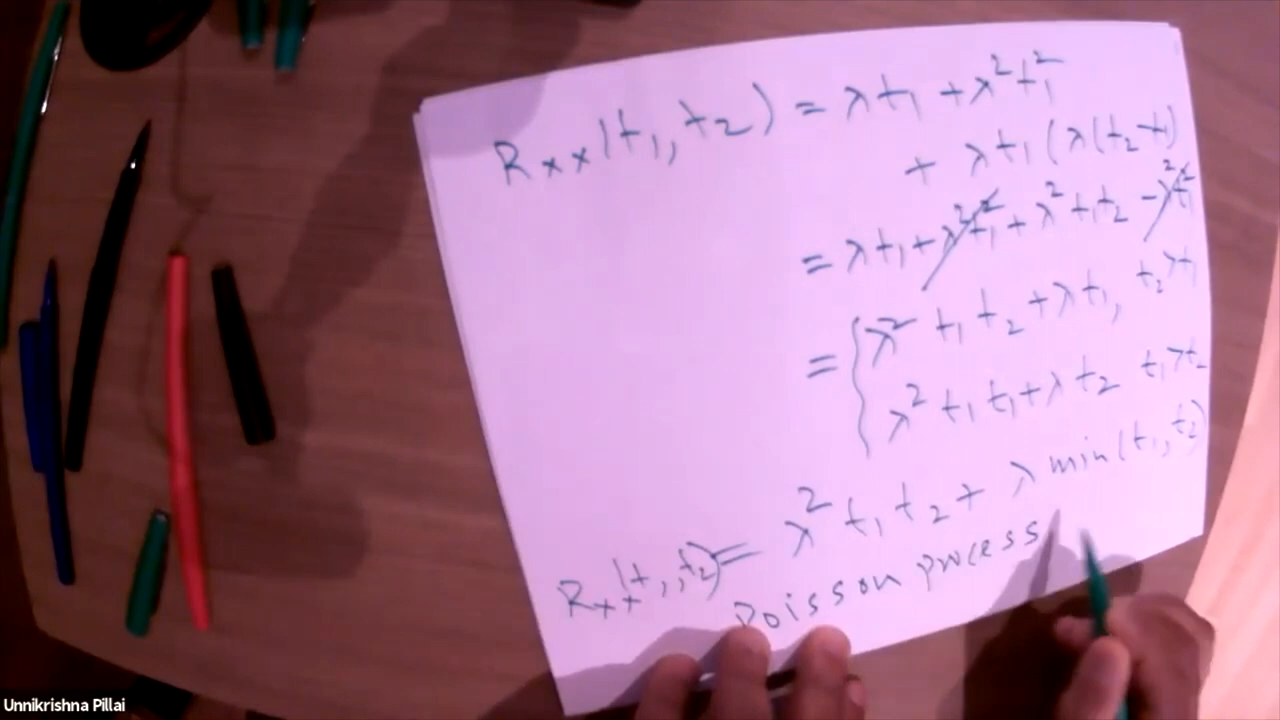 Rxx(t₁, t₂) = λt₁ + λ²t₁²
+ λt₁(λ(t₂-t₁)
= λt₁ + λ²t₁² + λ²t₁t₂ - λ²t₁²
= { λ² t₁ t₂ + λt₁, t₂>t₁
λ² t₁ t₁ + λt₂ t₁>t₂
Rxx(t₁, t₂) = λ² t₁ t₂ + λ min(t₁, t₂)
Poisson process
Unnikrishna Pillai